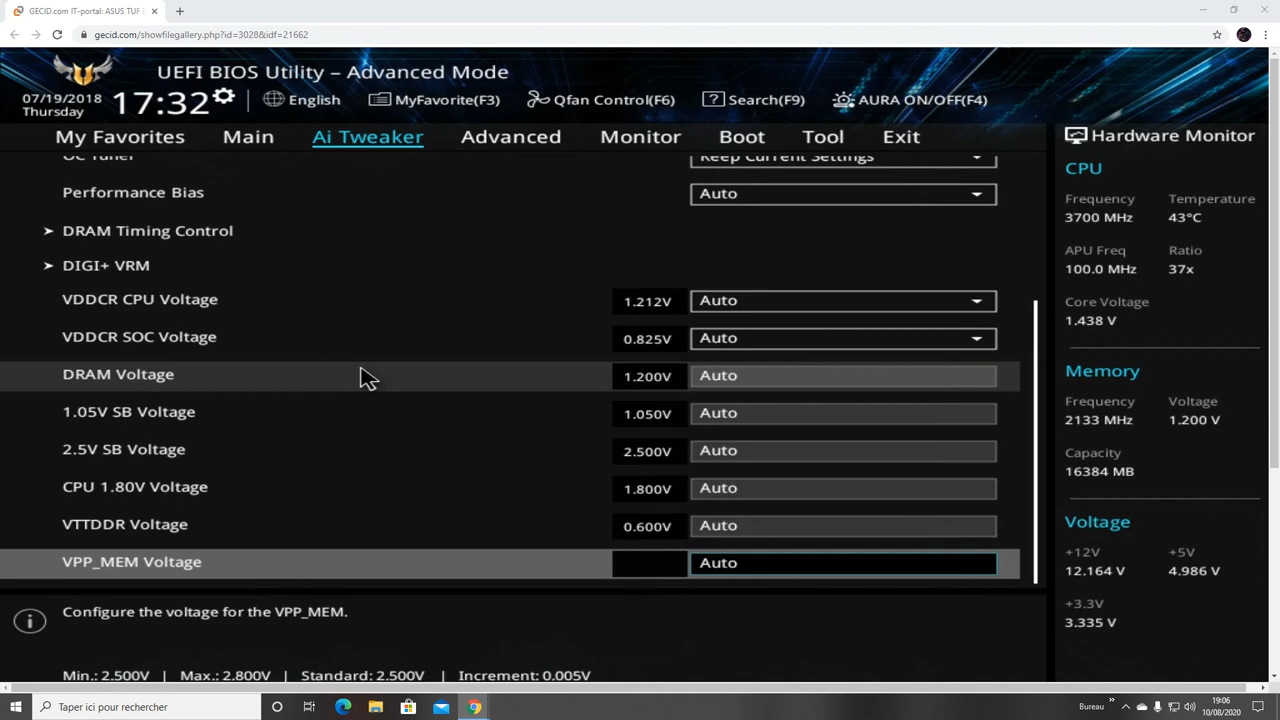 GECID.com IT-portal: ASUS TUF
gecid.com/showfilegallery.php?id=3028&idf=21662
UEFI BIOS Utility – Advanced Mode
07/19/2018
Thursday
17:32
English
MyFavorite(F3)
Qfan Control(F6)
Search(F9)
AURA ON/OFF(F4)
My Favorites Main Ai Tweaker Advanced Monitor Boot Tool Exit
OC Tuner Keep Current Settings
Performance Bias Auto
DRAM Timing Control
DIGI+ VRM
VDDCR CPU Voltage 1.212V Auto
VDDCR SOC Voltage 0.825V Auto
DRAM Voltage 1.200V Auto
1.05V SB Voltage 1.050V Auto
2.5V SB Voltage 2.500V Auto
CPU 1.80V Voltage 1.800V Auto
VTTDDR Voltage 0.600V Auto
VPP_MEM Voltage Auto
Configure the voltage for the VPP_MEM.
Min.: 2.500V | Max.: 2.800V | Standard: 2.500V | Increment: 0.005V
Hardware Monitor
CPU
Frequency Temperature
3700 MHz 43°C
APU Freq Ratio
100.0 MHz 37x
Core Voltage
1.438 V
Memory
Frequency Voltage
2133 MHz 1.200 V
Capacity
16384 MB
Voltage
+12V +5V
12.164 V 4.986 V
+3.3V
3.335 V
Taper ici pour rechercher
Bureau
19:06
10/08/2020